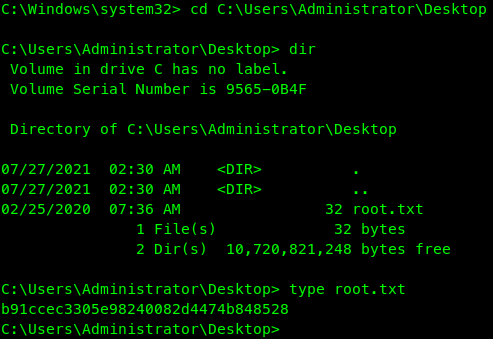 C:\Windows\system32> cd C:\Users\Administrator\Desktop
C:\Users\Administrator\Desktop> dir
Volume in drive C has no label.
Volume Serial Number is 9565-0B4F
Directory of C:\Users\Administrator\Desktop
07/27/2021  02:30 AM    <DIR>          .
07/27/2021  02:30 AM    <DIR>          ..
02/25/2020  07:36 AM                32 root.txt
1 File(s)             32 bytes
2 Dir(s)  10,720,821,248 bytes free
C:\Users\Administrator\Desktop> type root.txt
b91ccec3305e98240082d4474b848528
C:\Users\Administrator\Desktop>